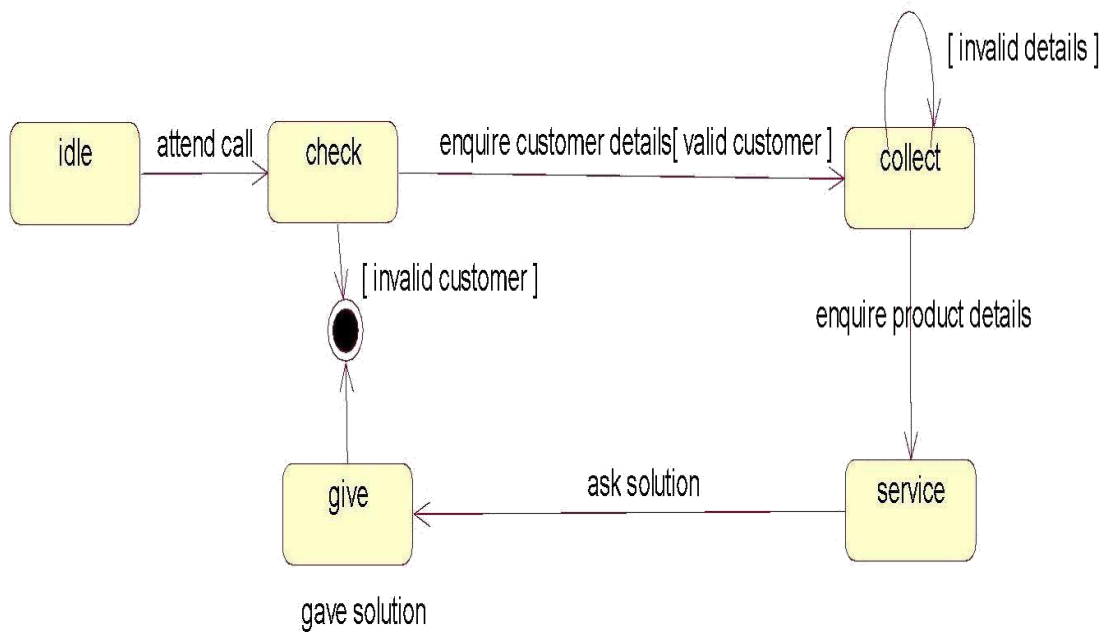 [ invalid details ]
idle
attend call
check
enquire customer details[ valid customer ]
collect
[ invalid customer ]
enquire product details
give
ask solution
service
gave solution